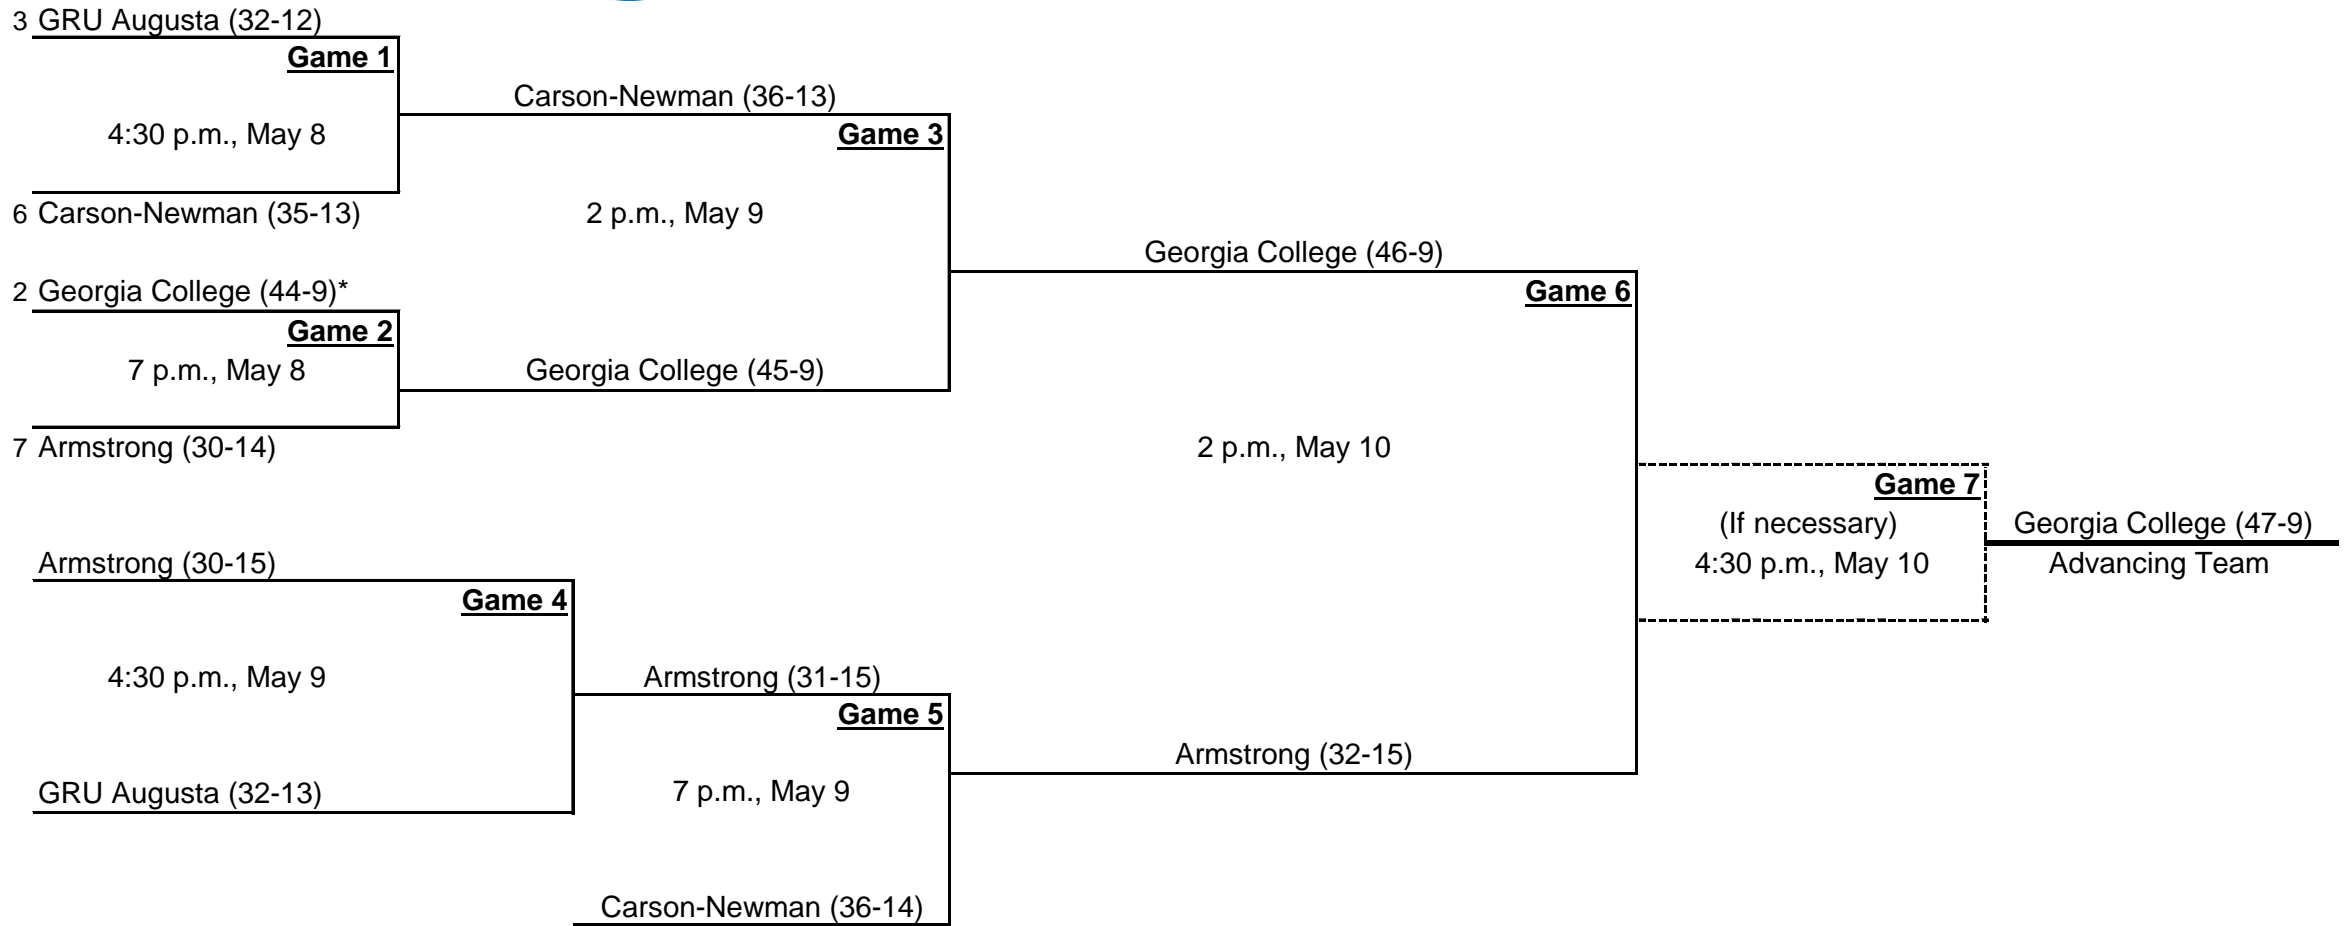 3 GRU Augusta (32-12)
Game 1
Carson-Newman (36-13)
4:30 p.m., May 8
Game 3
6 Carson-Newman (35-13)
2 p.m., May 9
Georgia College (46-9)
2 Georgia College (44-9)*
Game 6
Game 2
7 p.m., May 8
Georgia College (45-9)
7 Armstrong (30-14)
2 p.m., May 10
Game 7
(If necessary)
Georgia College (47-9)
Armstrong (30-15)
4:30 p.m., May 10
Advancing Team
Game 4
4:30 p.m., May 9
Armstrong (31-15)
Game 5
Armstrong (32-15)
GRU Augusta (32-13)
7 p.m., May 9
Carson-Newman (36-14)